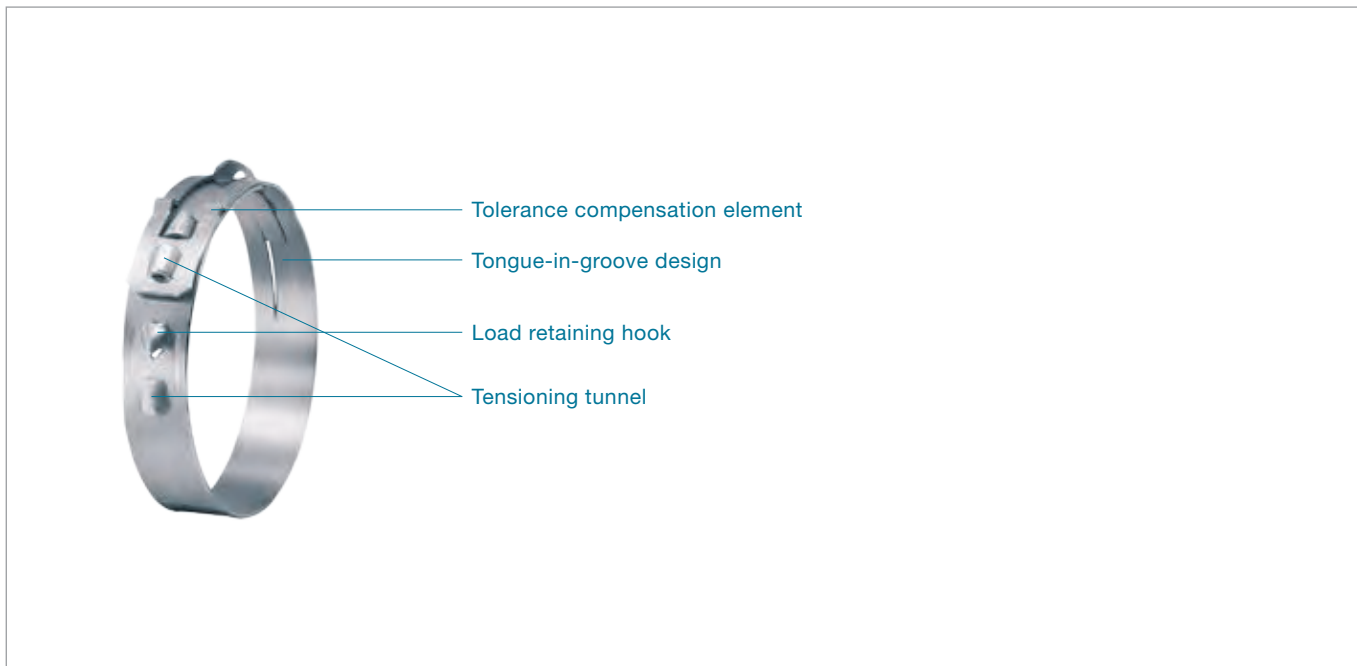 Tolerance compensation element
Tongue-in-groove design
Load retaining hook
Tensioning tunnel